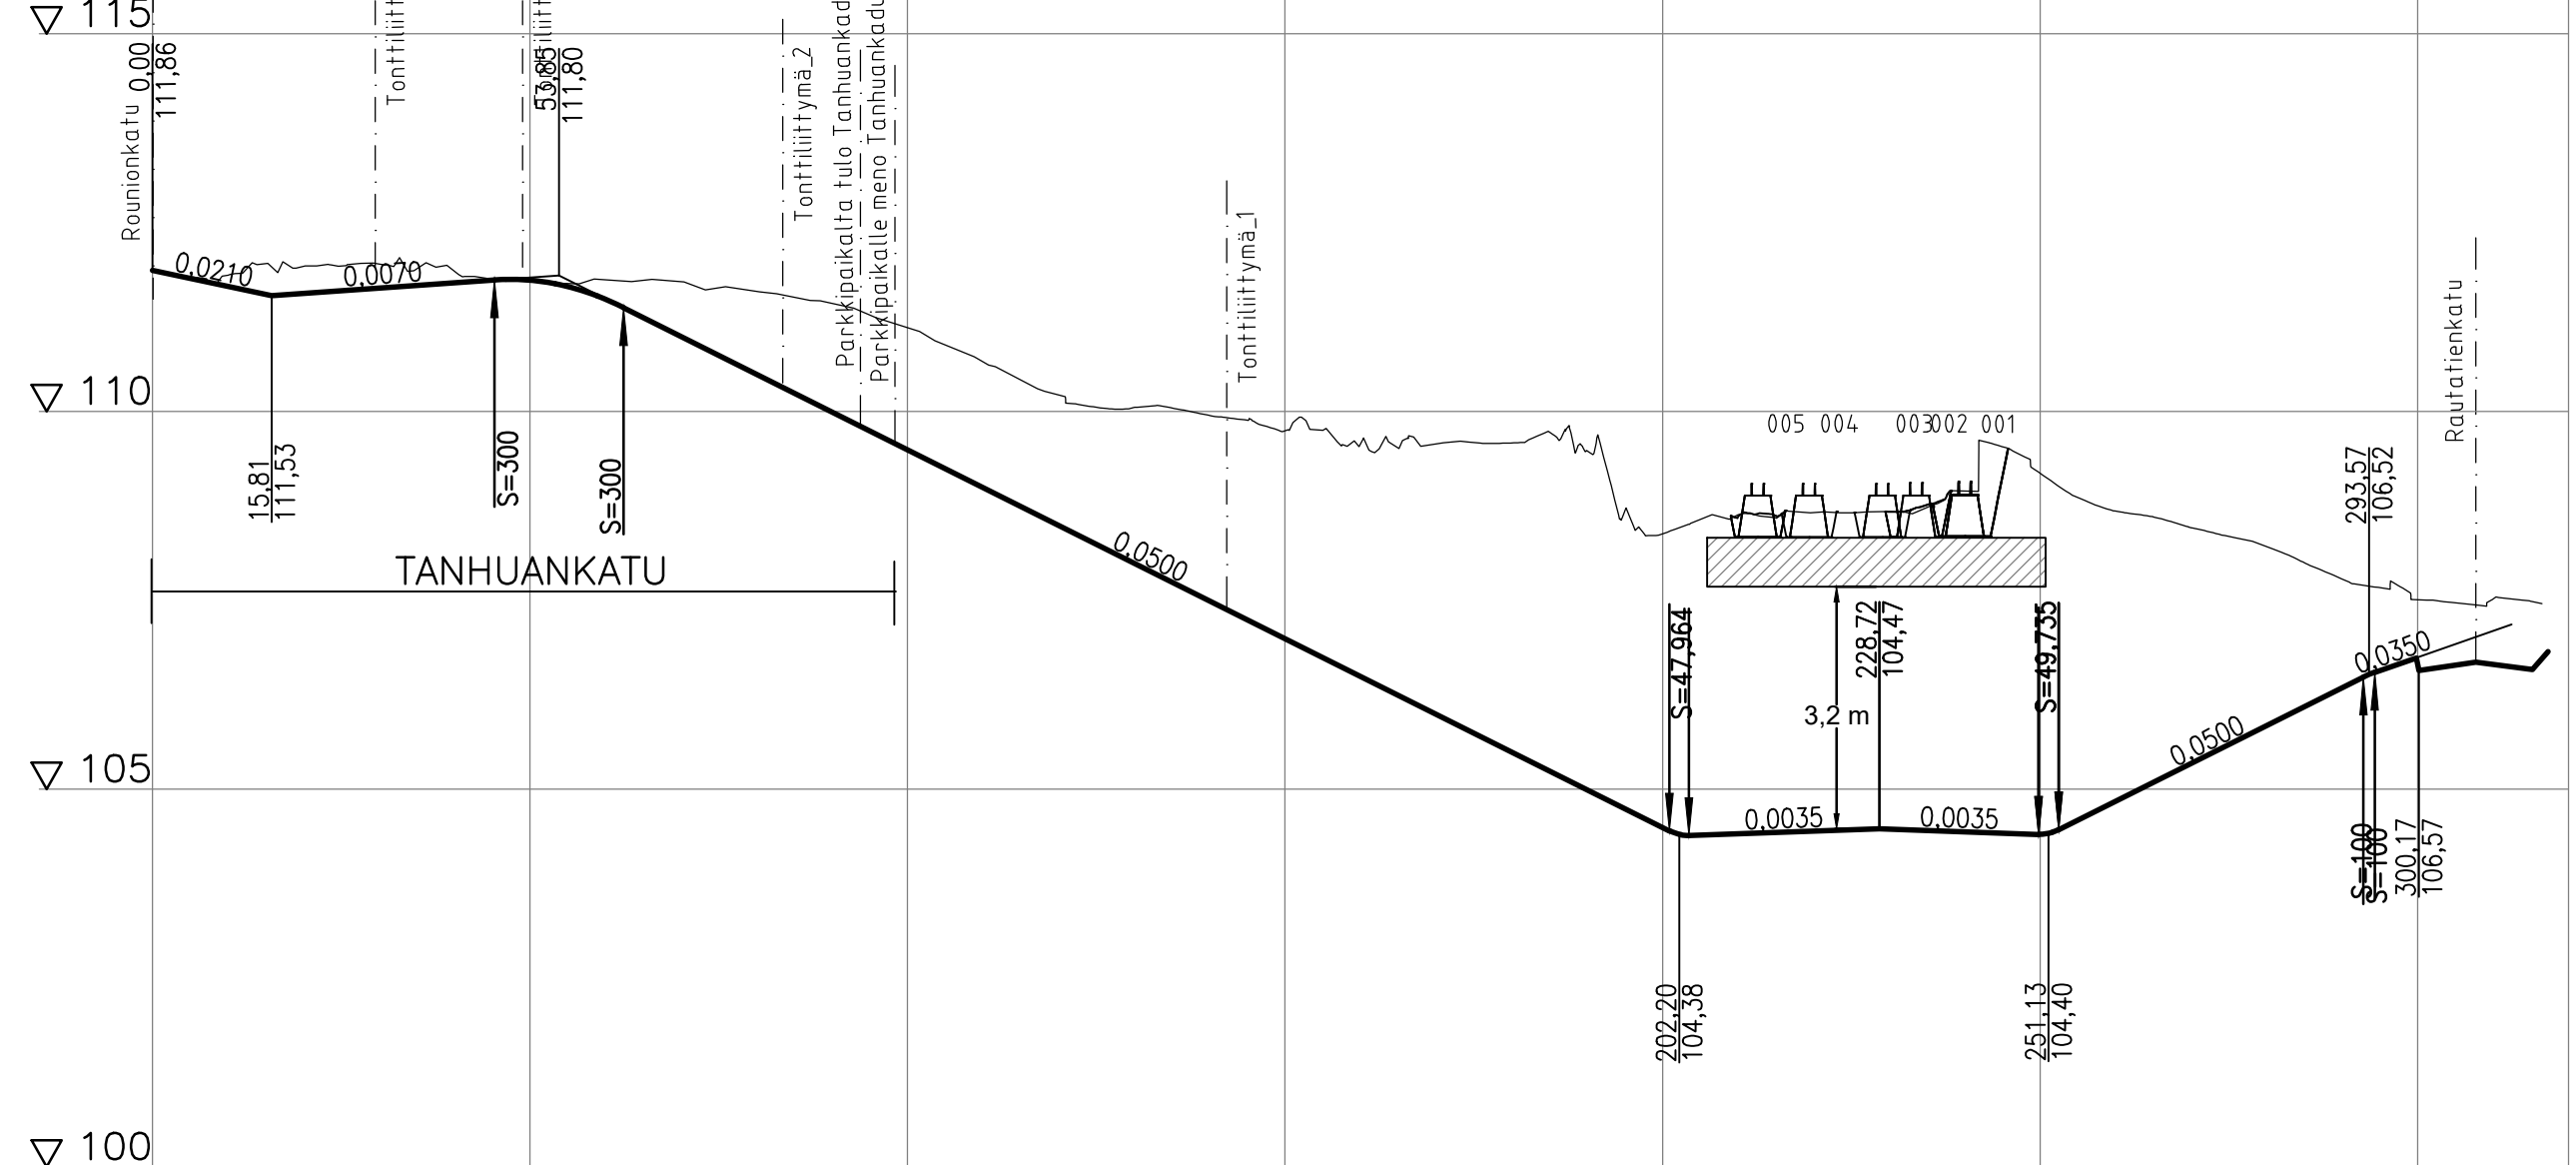 115
Rounionkatu 0,00
111,86
Tonttiliitt
53,85
111,80
Tonttiliittymä_2
Parkkipaikalta tulo Tanhuankad
Parkkipaikalle meno Tanhuankadu
Tonttiliittymä_1
Rautatienkatu
0,0210
0,0070
110
15,81
111,53
S=300
S=300
TANHUANKATU
0,0500
005 004 003 002 001
293,57
106,52
S=47,964
228,72
104,47
S=49,735
3,2 m
0,0350
0,0500
105
0,0035
0,0035
S=100
S=100
300,17
106,57
202,20
104,38
251,13
104,40
100